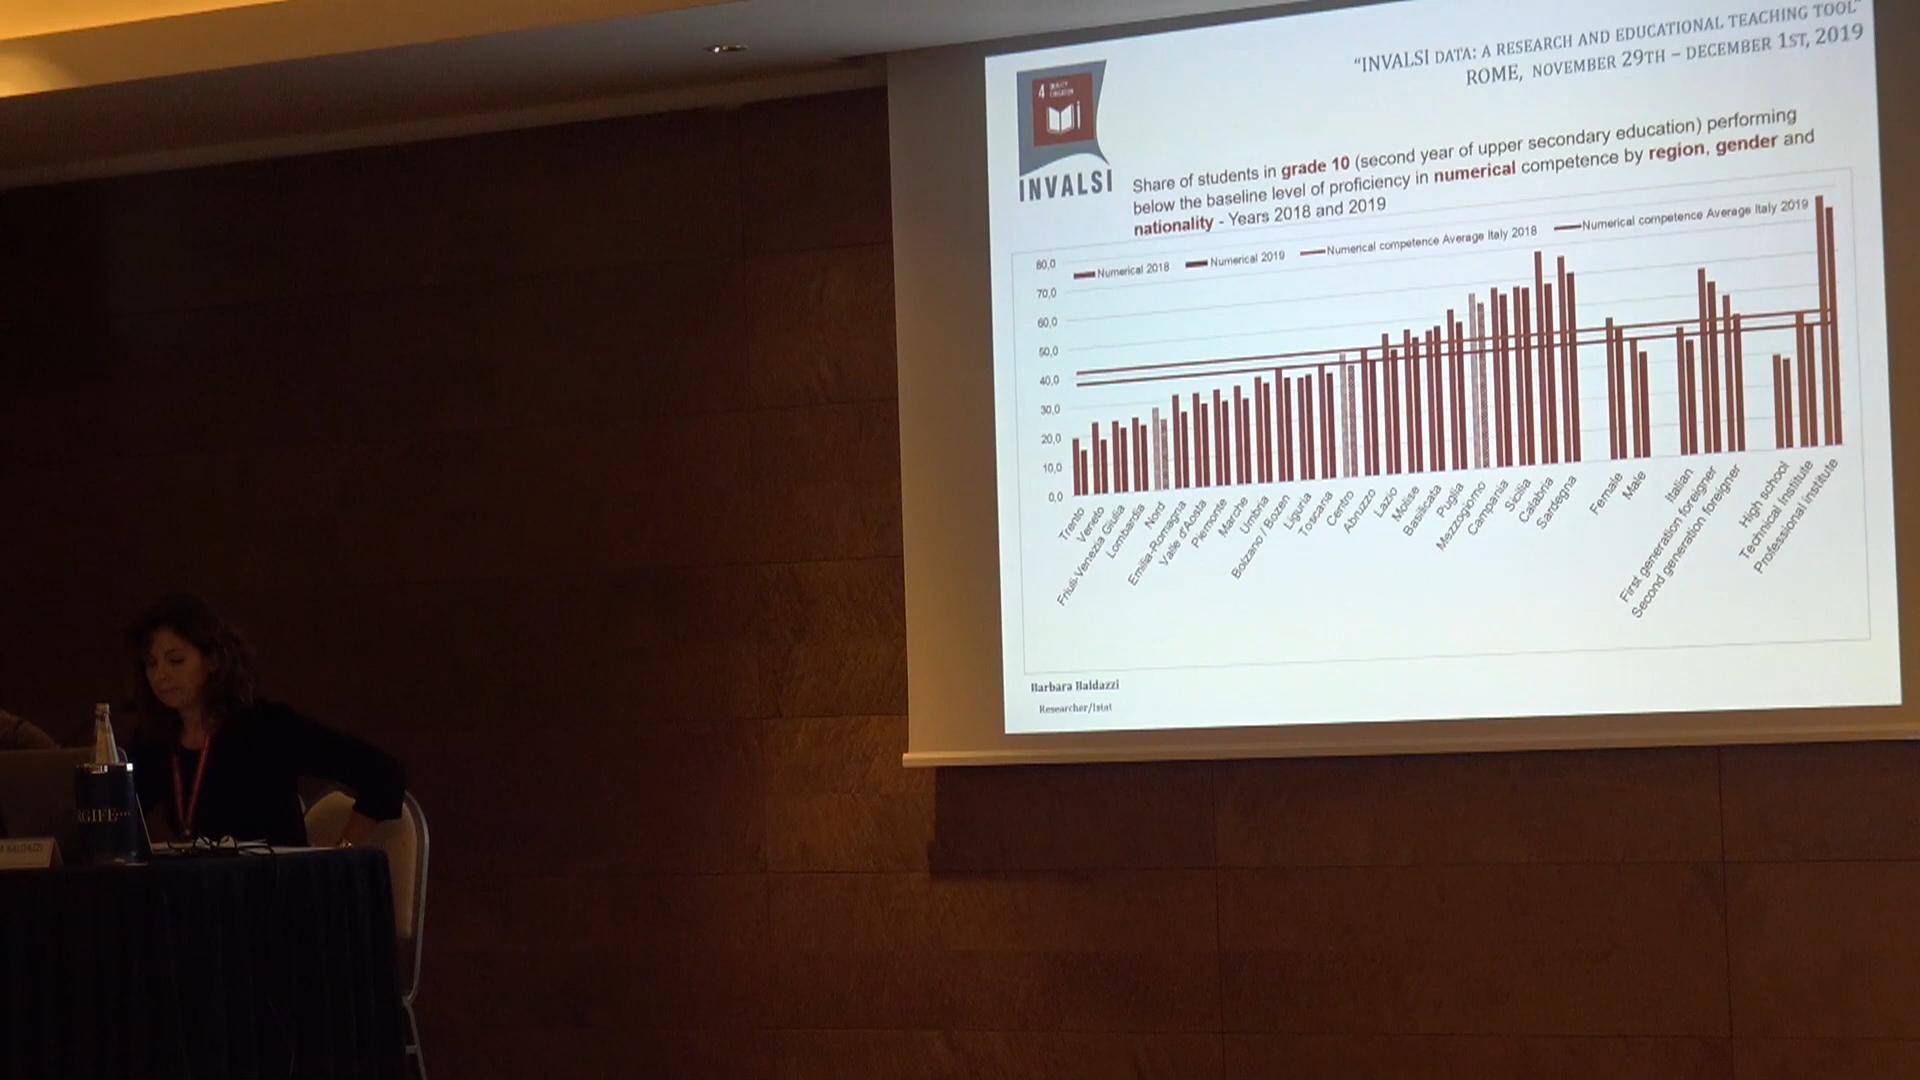 "INVALSI DATA: A RESEARCH AND EDUCATIONAL TEACHING TOOL"
ROME, NOVEMBER 29TH – DECEMBER 1ST, 2019
4 QUALITY EDUCATION
INVALSI
Share of students in grade 10 (second year of upper secondary education) performing
below the baseline level of proficiency in numerical competence by region, gender and
nationality - Years 2018 and 2019
Numerical 2018
Numerical 2019
Numerical competence Average Italy 2018
Numerical competence Average Italy 2019
80,0
70,0
60,0
50,0
40,0
30,0
20,0
10,0
0,0
Trento
Veneto
Friuli-Venezia Giulia
Lombardia
Nord
Emilia-Romagna
Valle d'Aosta
Piemonte
Marche
Umbria
Bolzano / Bozen
Liguria
Toscana
Centro
Abruzzo
Lazio
Molise
Basilicata
Puglia
Mezzogiorno
Campania
Sicilia
Calabria
Sardegna
Female
Male
Italian
First generation foreigner
Second generation foreigner
High school
Technical Institute
Professional institute
Barbara Baldazzi
Researcher/Istat
RGIFE
BALDAZZI